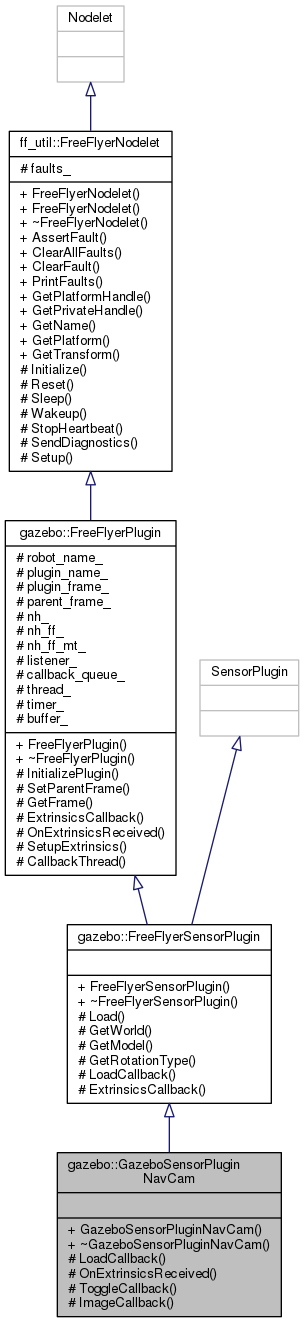 Nodelet
ff_util::FreeFlyerNodelet
# faults_
+ FreeFlyerNodelet()
+ FreeFlyerNodelet()
+ ~FreeFlyerNodelet()
+ AssertFault()
+ ClearAllFaults()
+ ClearFault()
+ PrintFaults()
+ GetPlatformHandle()
+ GetPrivateHandle()
+ GetName()
+ GetPlatform()
+ GetTransform()
# Initialize()
# Reset()
# Sleep()
# Wakeup()
# StopHeartbeat()
# SendDiagnostics()
# Setup()
gazebo::FreeFlyerPlugin
# robot_name_
# plugin_name_
# plugin_frame_
# parent_frame_
# nh_
# nh_ff_
# nh_ff_mt_
# listener_
# callback_queue_
# thread_
# timer_
# buffer_
+ FreeFlyerPlugin()
+ ~FreeFlyerPlugin()
# InitializePlugin()
# SetParentFrame()
# GetFrame()
# ExtrinsicsCallback()
# OnExtrinsicsReceived()
# SetupExtrinsics()
# CallbackThread()
SensorPlugin
gazebo::FreeFlyerSensorPlugin
+ FreeFlyerSensorPlugin()
+ ~FreeFlyerSensorPlugin()
# Load()
# GetWorld()
# GetModel()
# GetRotationType()
# LoadCallback()
# ExtrinsicsCallback()
gazebo::GazeboSensorPlugin
NavCam
+ GazeboSensorPluginNavCam()
+ ~GazeboSensorPluginNavCam()
# LoadCallback()
# OnExtrinsicsReceived()
# ToggleCallback()
# ImageCallback()